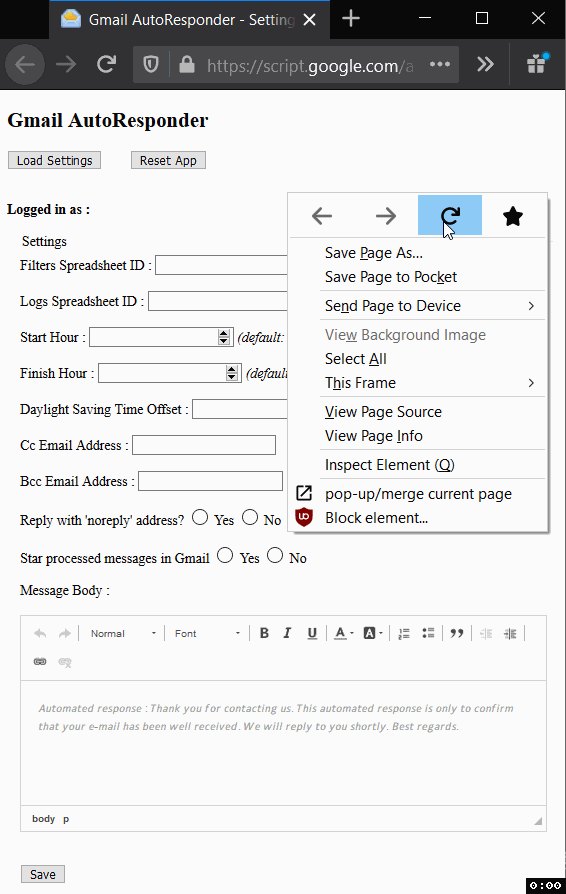 Gmail AutoResponder - Setting
https://script.google.com/a
Gmail AutoResponder
Load Settings
Reset App
Logged in as :
Settings
Filters Spreadsheet ID :
Logs Spreadsheet ID :
Start Hour :
(default:
Finish Hour :
(defaul
Daylight Saving Time Offset :
Cc Email Address :
Bcc Email Address :
Reply with 'noreply' address? Yes No
Star processed messages in Gmail Yes No
Message Body :
Save Page As...
Save Page to Pocket
Send Page to Device
View Background Image
Select All
This Frame
View Page Source
View Page Info
Inspect Element (Q)
pop-up/merge current page
Block element...
Normal
Font
B I U A A
Automated response : Thank you for contacting us. This automated response is only to confirm
that your e-mail has been well received. We will reply to you shortly. Best regards.
body p
Save
0:00